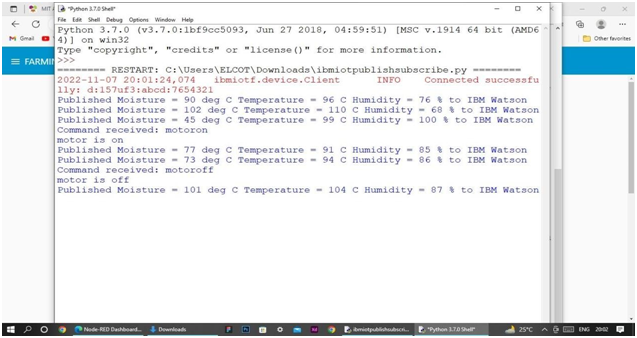 MIT A
*Python 3.7.0 Shell*
File Edit Shell Debug Options Window Help
Python 3.7.0 (v3.7.0:1bf9cc5093, Jun 27 2018, 04:59:51) [MSC v.1914 64 bit (AMD6
4)] on win32
Type "copyright", "credits" or "license()" for more information.
>>>
======== RESTART: C:\Users\ELCOT\Downloads\ibmiotpublishsubscribe.py ========
2022-11-07 20:01:24,074 ibmiotf.device.Client INFO Connected successfu
lly: d:157uf3:abcd:7654321
Published Moisture = 90 deg C Temperature = 96 C Humidity = 76 % to IBM Watson
Published Moisture = 102 deg C Temperature = 110 C Humidity = 68 % to IBM Watson
Published Moisture = 45 deg C Temperature = 99 C Humidity = 100 % to IBM Watson
Command received: motoron
motor is on
Published Moisture = 77 deg C Temperature = 91 C Humidity = 85 % to IBM Watson
Published Moisture = 73 deg C Temperature = 94 C Humidity = 86 % to IBM Watson
Command received: motoroff
motor is off
Published Moisture = 101 deg C Temperature = 104 C Humidity = 87 % to IBM Watson
Gmail
Other favorites
FARMIN
Node-RED Dashboard...
Downloads
ibmiotpublishsubscri...
*Python 3.7.0 Shell*
25°C
ENG
20:02